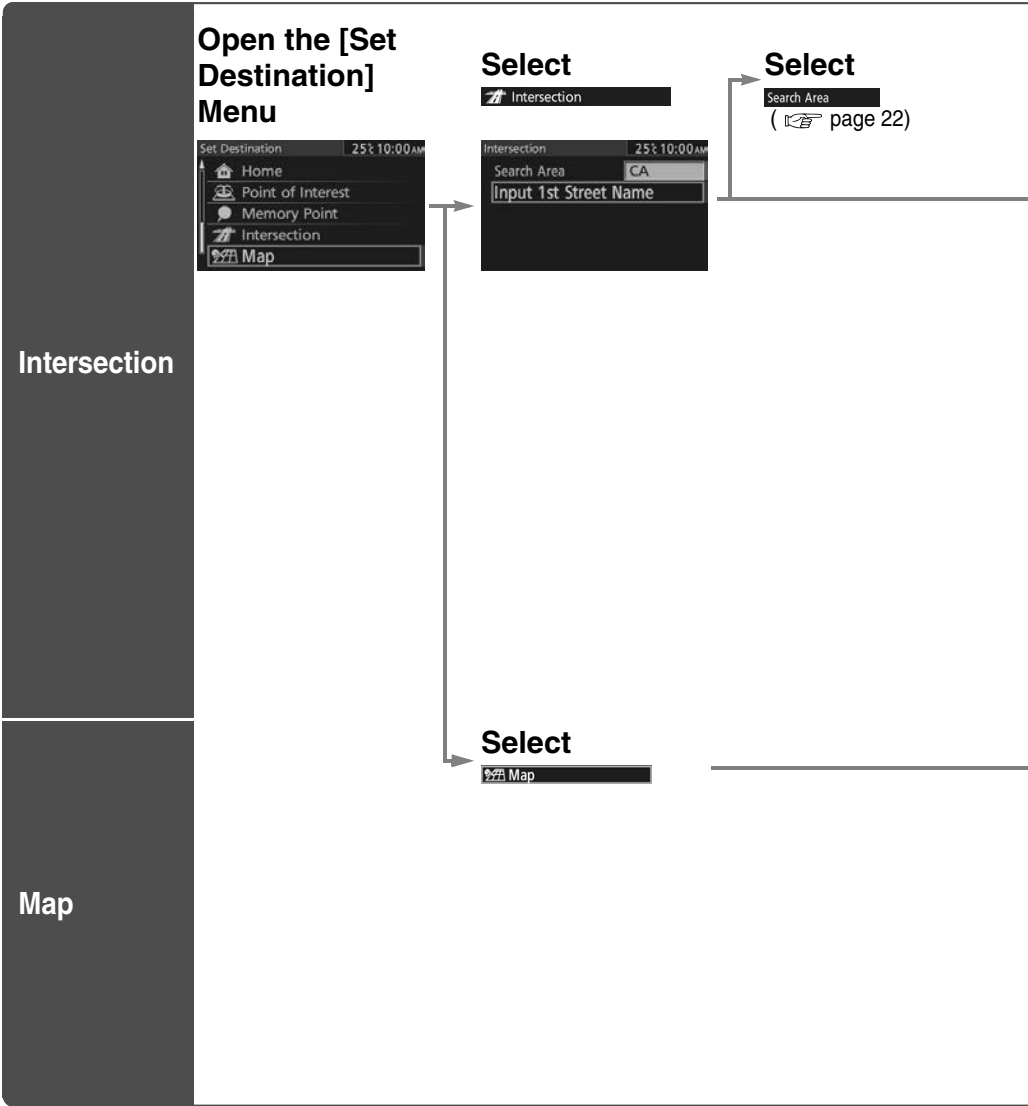 Open the [Set
Destination]
Menu
Set Destination 25℃ 10:00AM
Home
Point of Interest
Memory Point
Intersection
Map
Select
Intersection
Intersection 25℃ 10:00AM
Search Area CA
Input 1st Street Name
Select
Search Area
( page 22)
Intersection
Select
Map
Map